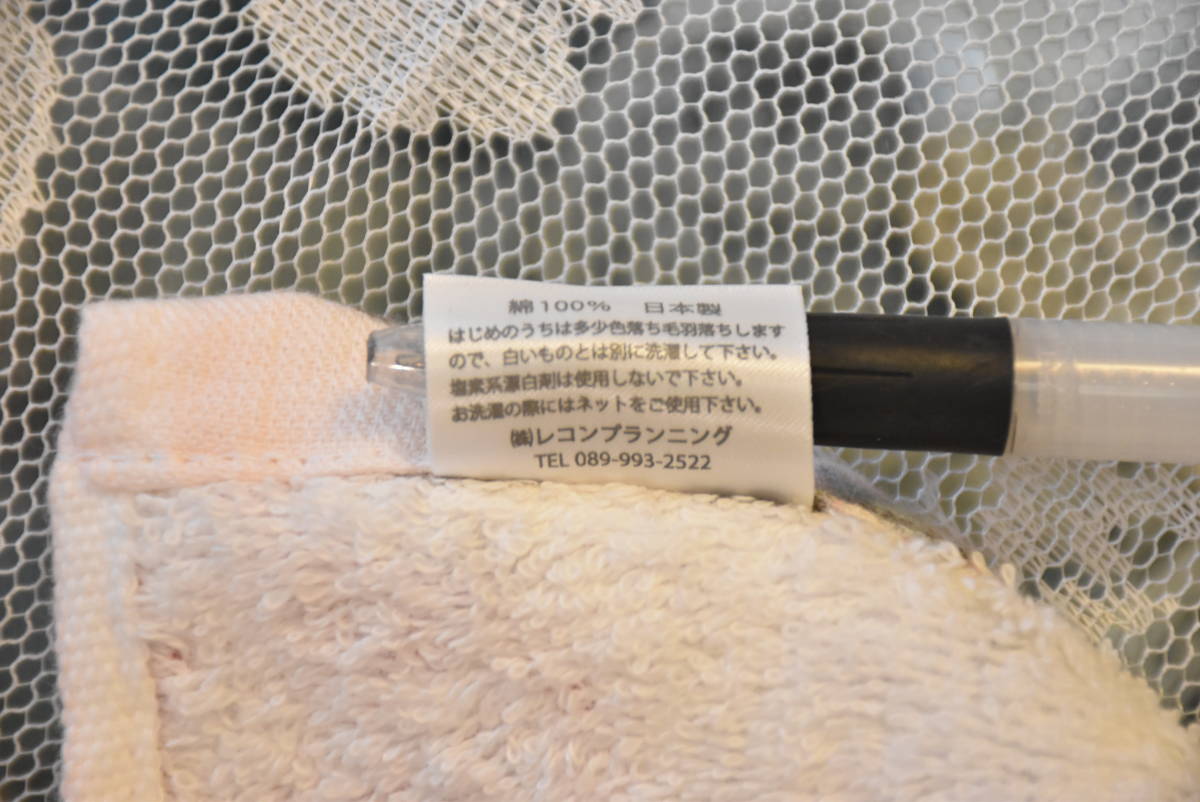 綿100% 日本製
はじめのうちは多少色落ち毛羽落ちします
ので、白いものとは別に洗濯して下さい。
塩素系漂白剤は使用しないで下さい。
お洗濯の際にはネットをご使用下さい。
㈱レコンプランニング
TEL 089-993-2522